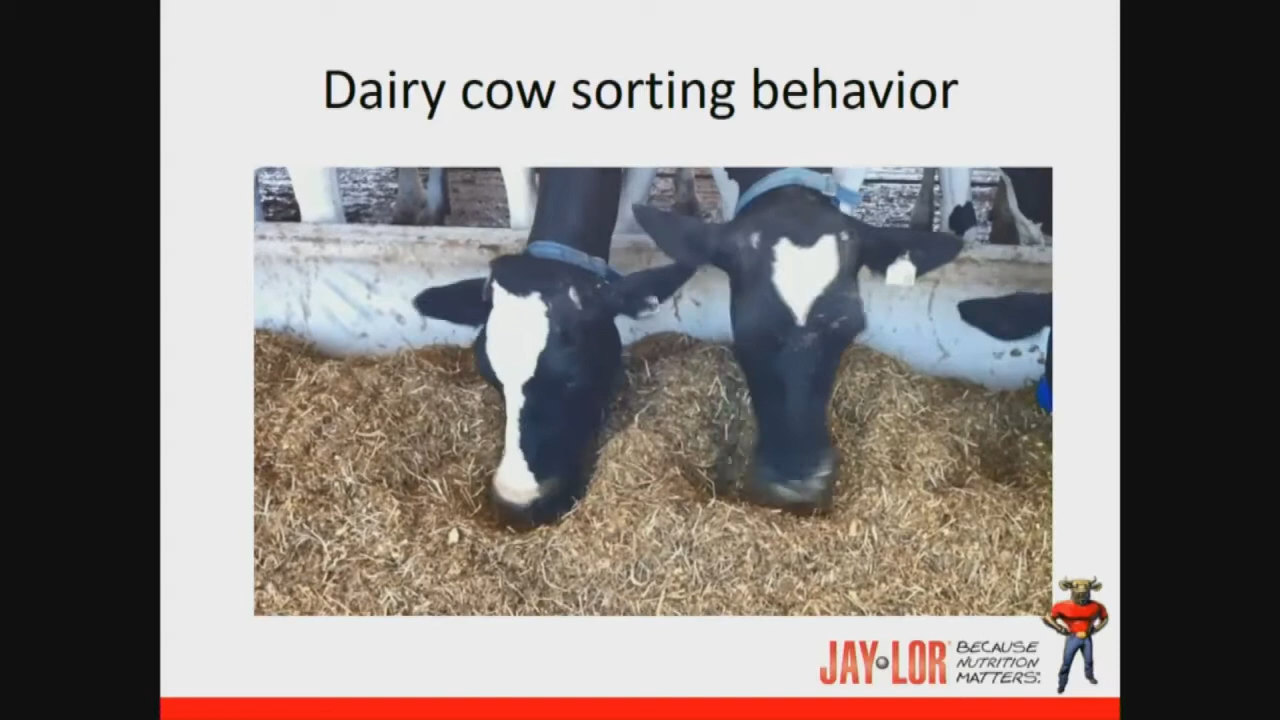 Dairy cow sorting behavior
JAY•LOR
BECAUSE
NUTRITION
MATTERS.